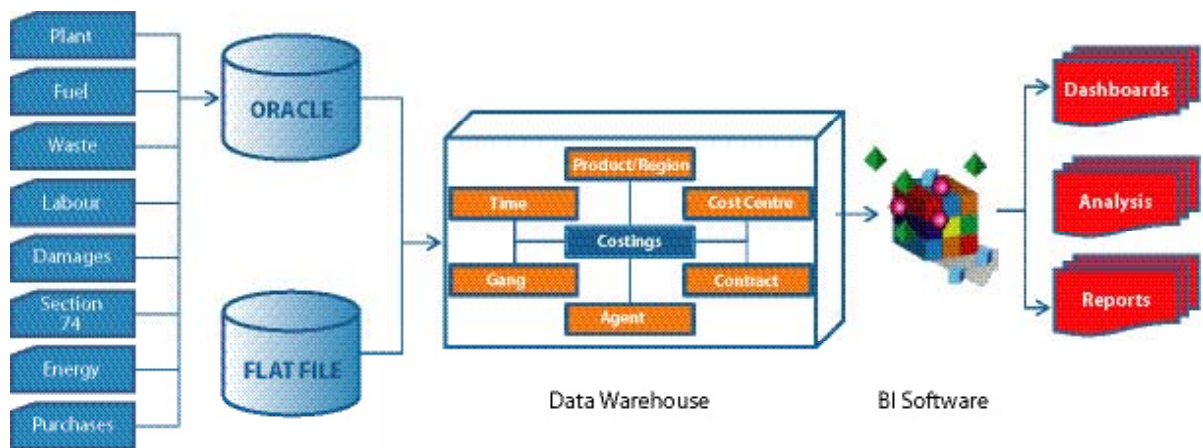 Plant
Fuel
Waste
Labour
Damages
Section
74
Energy
Purchases
ORACLE
FLAT FILE
Product/Region
Time
Cost Centre
Costings
Gang
Contract
Agent
Data Warehouse
BI Software
Dashboards
Analysis
Reports